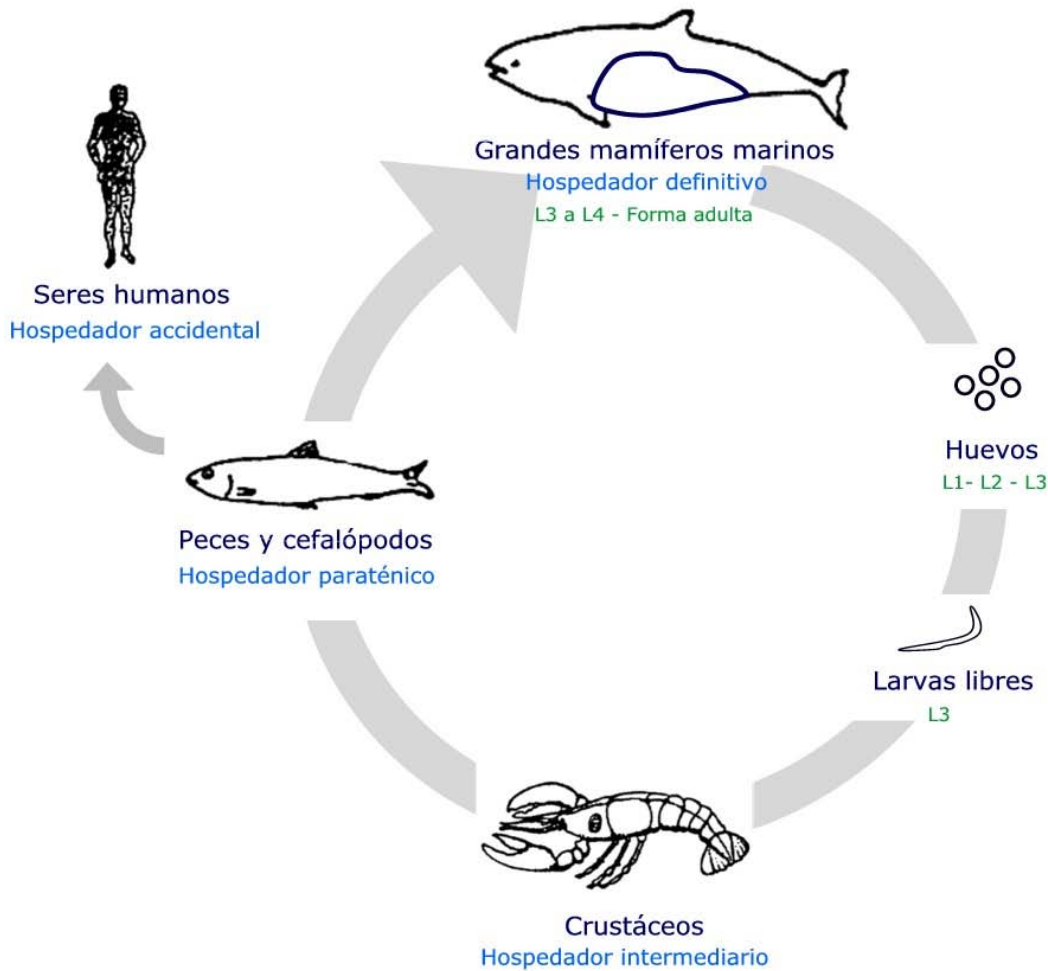 Grandes mamíferos marinos
Hospedador definitivo
L3 a L4 - Forma adulta
Seres humanos
Hospedador accidental
Huevos
L1- L2 - L3
Peces y cefalópodos
Hospedador paraténico
Larvas libres
L3
Crustáceos
Hospedador intermediario